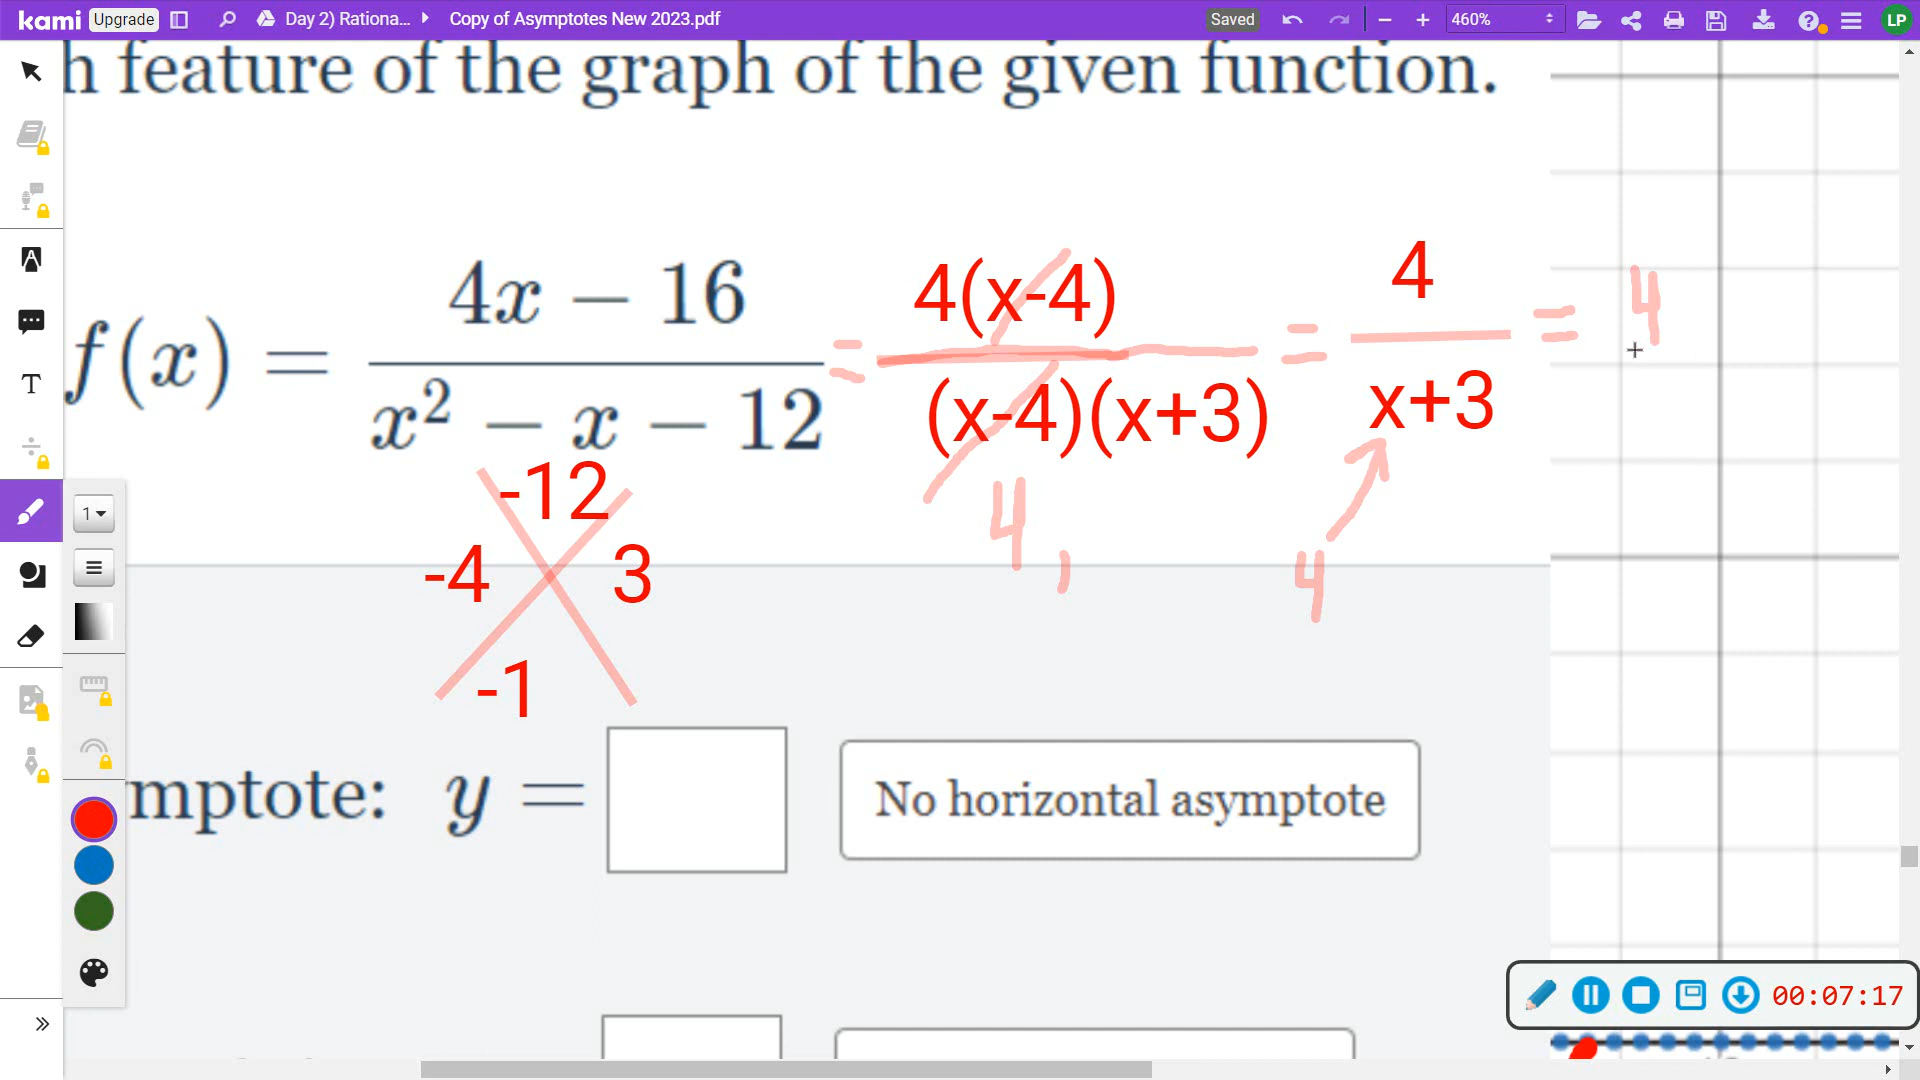 kami Upgrade Day 2) Rationa... Copy of Asymptotes New 2023.pdf Saved 460% LP
h feature of the graph of the given function.
f(x) = 4x − 16 / x² − x − 12 = 4(x-4) / (x-4)(x+3) = 4 / x+3 = 4
4, 4
-12
-4 3
-1
T
1
mptote: y = No horizontal asymptote
00:07:17